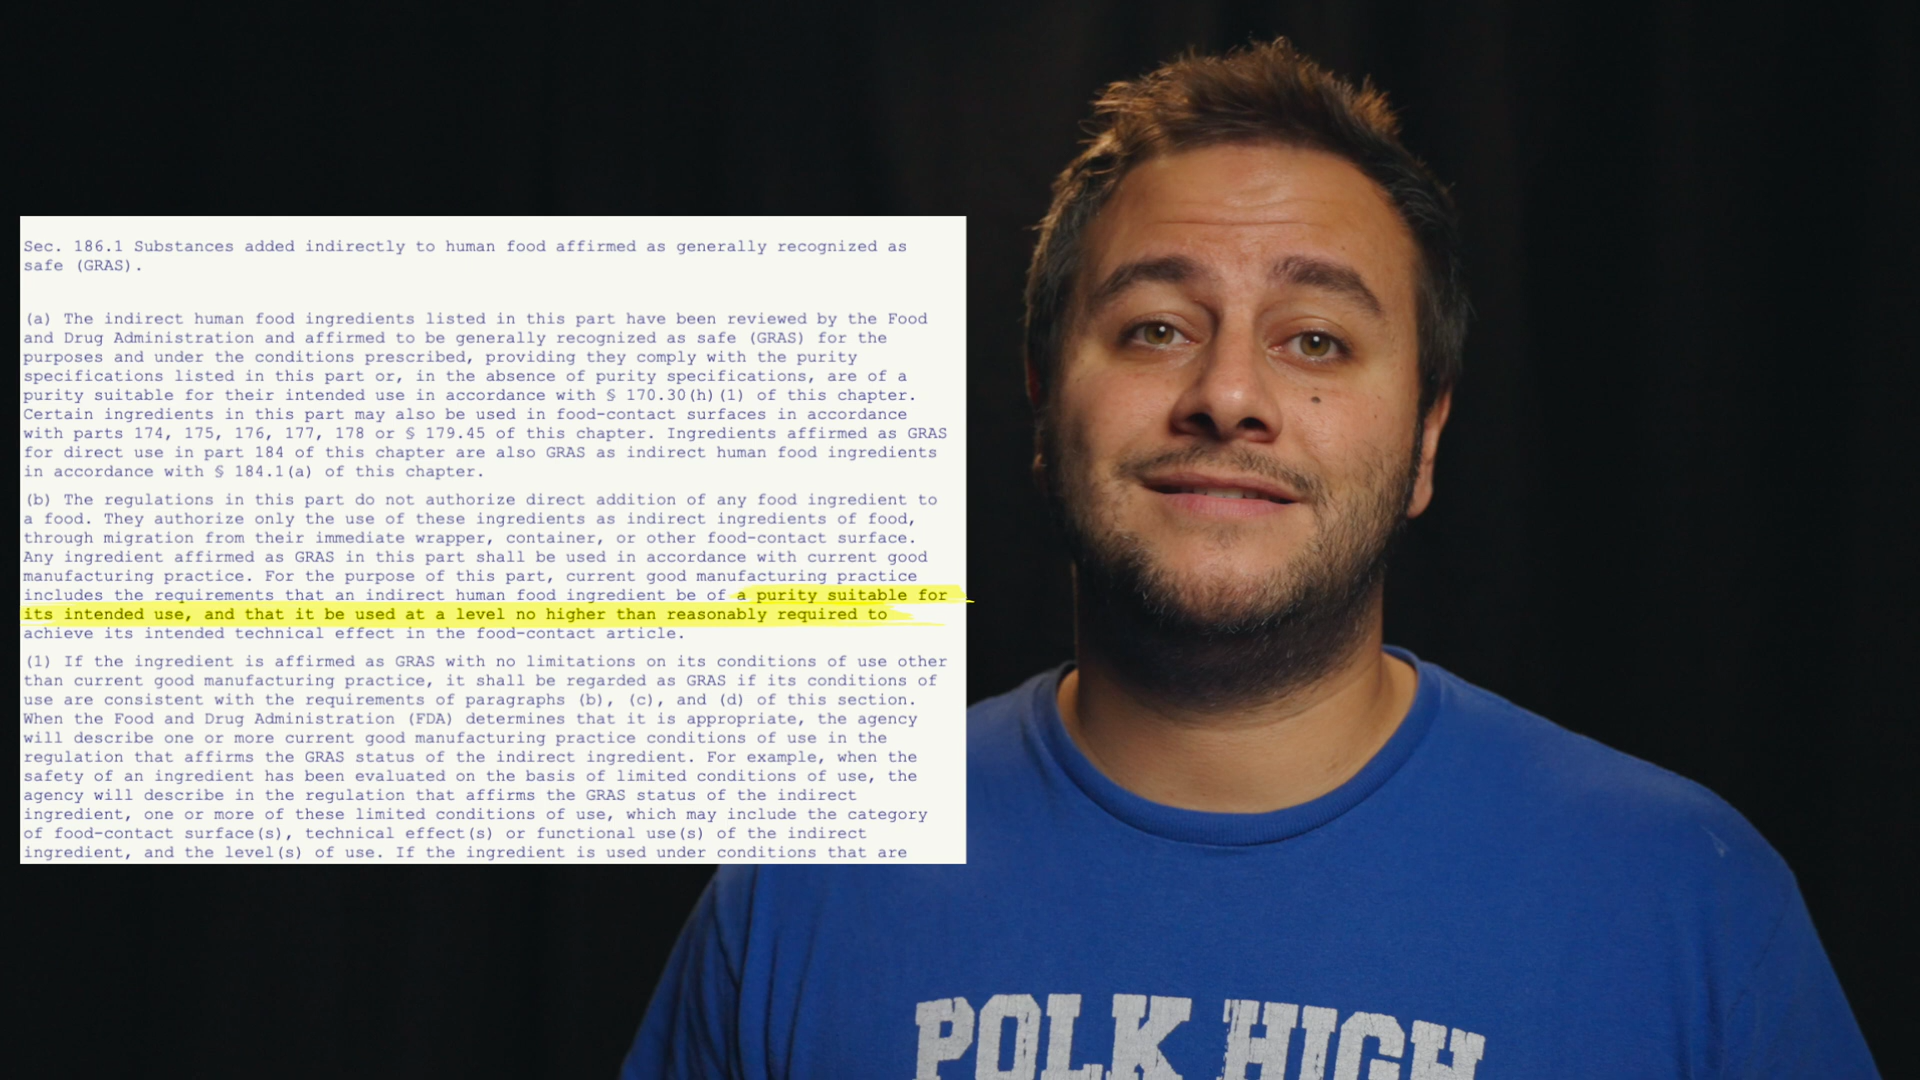 Sec. 186.1 Substances added indirectly to human food affirmed as generally recognized as
safe (GRAS).
(a) The indirect human food ingredients listed in this part have been reviewed by the Food
and Drug Administration and affirmed to be generally recognized as safe (GRAS) for the
purposes and under the conditions prescribed, providing they comply with the purity
specifications listed in this part or, in the absence of purity specifications, are of a
purity suitable for their intended use in accordance with § 170.30(h)(1) of this chapter.
Certain ingredients in this part may also be used in food-contact surfaces in accordance
with parts 174, 175, 176, 177, 178 or § 179.45 of this chapter. Ingredients affirmed as GRAS
for direct use in part 184 of this chapter are also GRAS as indirect human food ingredients
in accordance with § 184.1(a) of this chapter.
(b) The regulations in this part do not authorize direct addition of any food ingredient to
a food. They authorize only the use of these ingredients as indirect ingredients of food,
through migration from their immediate wrapper, container, or other food-contact surface.
Any ingredient affirmed as GRAS in this part shall be used in accordance with current good
manufacturing practice. For the purpose of this part, current good manufacturing practice
includes the requirements that an indirect human food ingredient be of a purity suitable for
its intended use, and that it be used at a level no higher than reasonably required to
achieve its intended technical effect in the food-contact article.
(1) If the ingredient is affirmed as GRAS with no limitations on its conditions of use other
than current good manufacturing practice, it shall be regarded as GRAS if its conditions of
use are consistent with the requirements of paragraphs (b), (c), and (d) of this section.
When the Food and Drug Administration (FDA) determines that it is appropriate, the agency
will describe one or more current good manufacturing practice conditions of use in the
regulation that affirms the GRAS status of the indirect ingredient. For example, when the
safety of an ingredient has been evaluated on the basis of limited conditions of use, the
agency will describe in the regulation that affirms the GRAS status of the indirect
ingredient, one or more of these limited conditions of use, which may include the category
of food-contact surface(s), technical effect(s) or functional use(s) of the indirect
ingredient, and the level(s) of use. If the ingredient is used under conditions that are
POLK HIGH